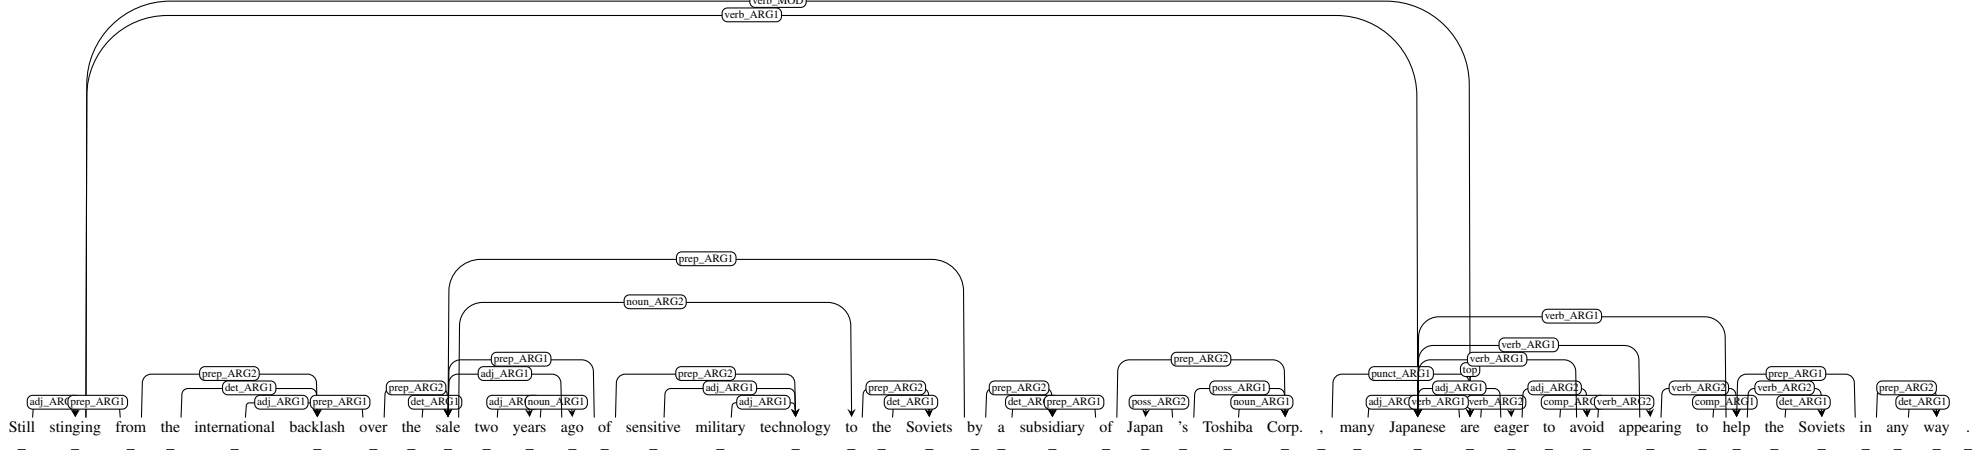 verb_MOD
verb_ARG1
prep_ARG1
noun_ARG2
verb_ARG1
verb_ARG1
prep_ARG1 prep_ARG2 verb_ARG1
top
prep_ARG2 adj_ARG1 prep_ARG2 punct_ARG1 prep_ARG1
det_ARG1 prep_ARG2 adj_ARG1 prep_ARG2 prep_ARG2 poss_ARG1 adj_ARG1 adj_ARG2 verb_ARG2 verb_ARG2 prep_ARG2
prep_ARG1 adj_ARG1 prep_ARG1 noun_ARG1 adj_ARG1 det_ARG1 prep_ARG1 poss_ARG2 noun_ARG1 verb_ARG1 verb_ARG2 verb_ARG2 comp_ARG1 det_ARG1 det_ARG1
Still stinging from the international backlash over the sale two years ago of sensitive military technology to the Soviets by a subsidiary of Japan 's Toshiba Corp. , many Japanese are eager to avoid appearing to help the Soviets in any way .